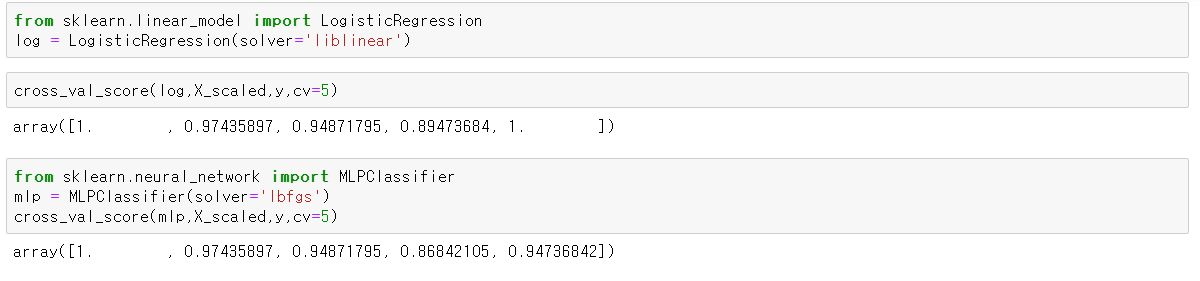 from sklearn.linear_model import LogisticRegression
log = LogisticRegression(solver='liblinear')
cross_val_score(log,X_scaled,y,cv=5)
array([1.        , 0.97435897, 0.94871795, 0.89473684, 1.        ])
from sklearn.neural_network import MLPClassifier
mlp = MLPClassifier(solver='lbfgs')
cross_val_score(mlp,X_scaled,y,cv=5)
array([1.        , 0.97435897, 0.94871795, 0.86842105, 0.94736842])